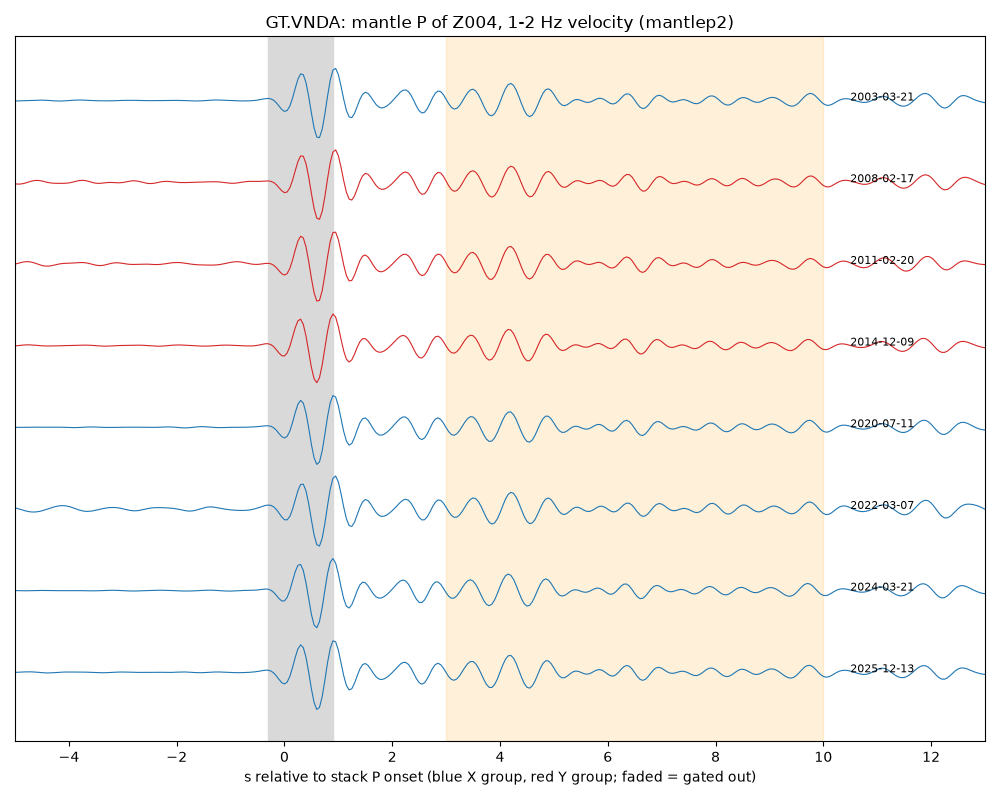 GT.VNDA: mantle P of Z004, 1-2 Hz velocity (mantlep2)
2003-03-21
2008-02-17
2011-02-20
2014-12-09
2020-07-11
2022-03-07
2024-03-21
2025-12-13
−4 −2 0 2 4 6 8 10 12
s relative to stack P onset (blue X group, red Y group; faded = gated out)